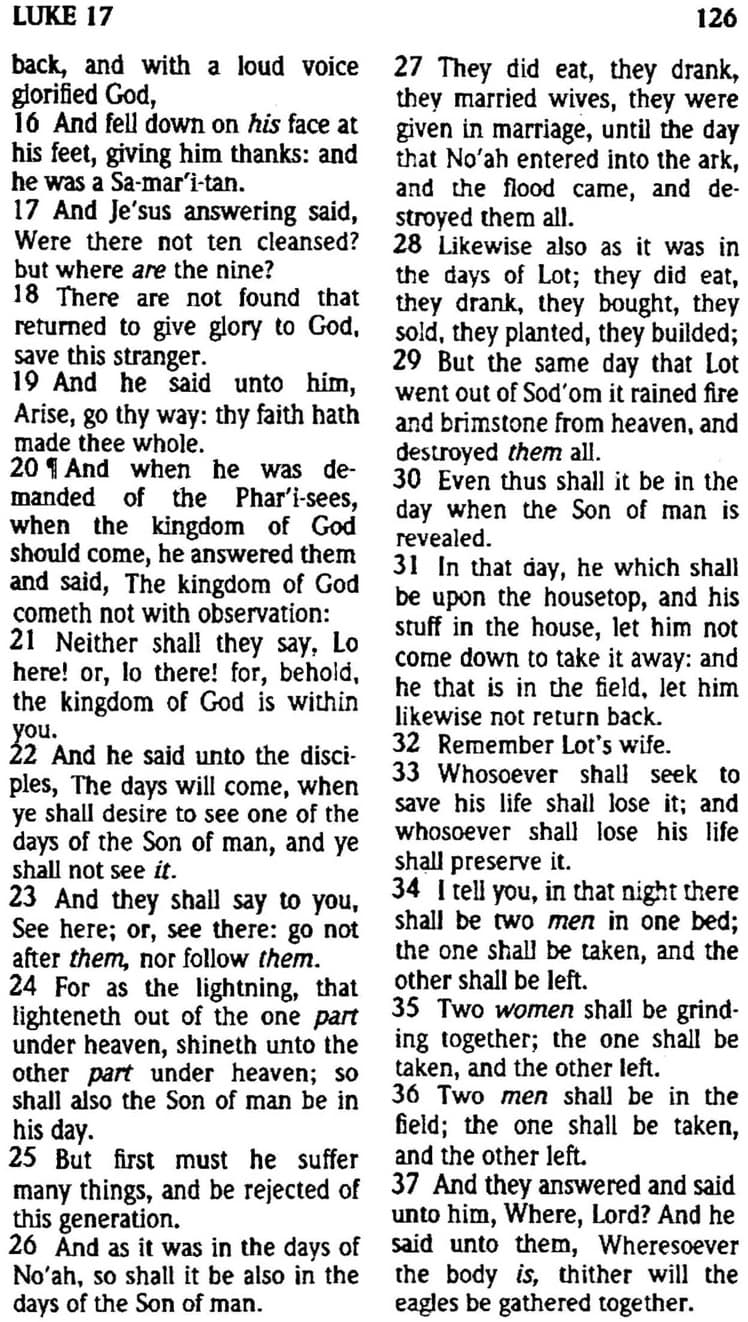 LUKE 17
126
back, and with a loud voice
glorified God,
16 And fell down on his face at
his feet, giving him thanks: and
he was a Sa-mar′i-tan.
17 And Je′sus answering said,
Were there not ten cleansed?
but where are the nine?
18 There are not found that
returned to give glory to God,
save this stranger.
19 And he said unto him,
Arise, go thy way: thy faith hath
made thee whole.
20 ¶ And when he was de-
manded of the Phar′i-sees,
when the kingdom of God
should come, he answered them
and said, The kingdom of God
cometh not with observation:
21 Neither shall they say, Lo
here! or, lo there! for, behold,
the kingdom of God is within
you.
22 And he said unto the disci-
ples, The days will come, when
ye shall desire to see one of the
days of the Son of man, and ye
shall not see it.
23 And they shall say to you,
See here; or, see there: go not
after them, nor follow them.
24 For as the lightning, that
lighteneth out of the one part
under heaven, shineth unto the
other part under heaven; so
shall also the Son of man be in
his day.
25 But first must he suffer
many things, and be rejected of
this generation.
26 And as it was in the days of
No′ah, so shall it be also in the
days of the Son of man.
27 They did eat, they drank,
they married wives, they were
given in marriage, until the day
that No′ah entered into the ark,
and the flood came, and de-
stroyed them all.
28 Likewise also as it was in
the days of Lot; they did eat,
they drank, they bought, they
sold, they planted, they builded;
29 But the same day that Lot
went out of Sod′om it rained fire
and brimstone from heaven, and
destroyed them all.
30 Even thus shall it be in the
day when the Son of man is
revealed.
31 In that day, he which shall
be upon the housetop, and his
stuff in the house, let him not
come down to take it away: and
he that is in the field, let him
likewise not return back.
32 Remember Lot's wife.
33 Whosoever shall seek to
save his life shall lose it; and
whosoever shall lose his life
shall preserve it.
34 I tell you, in that night there
shall be two men in one bed;
the one shall be taken, and the
other shall be left.
35 Two women shall be grind-
ing together; the one shall be
taken, and the other left.
36 Two men shall be in the
field; the one shall be taken,
and the other left.
37 And they answered and said
unto him, Where, Lord? And he
said unto them, Wheresoever
the body is, thither will the
eagles be gathered together.